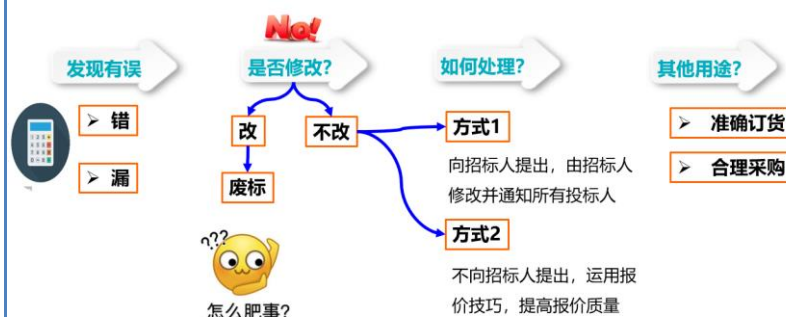 No!
发现有误
是否修改?
如何处理?
其他用途?
➢ 错
➢ 漏
改
不改
废标
方式1
向招标人提出，由招标人
修改并通知所有投标人
方式2
不向招标人提出，运用报
价技巧，提高报价质量
➢ 准确订货
➢ 合理采购
???
怎么肥事?